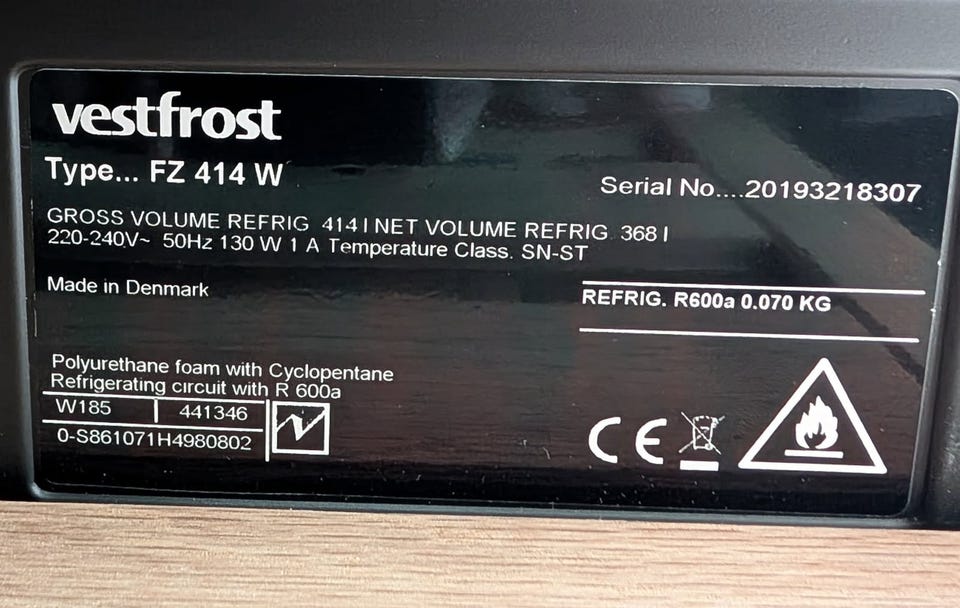 vestfrost
Type... FZ 414 W
Serial No....20193218307
GROSS VOLUME REFRIG 414 l NET VOLUME REFRIG. 368 l
220-240V~ 50Hz 130 W 1 A Temperature Class. SN-ST
Made in Denmark
REFRIG. R600a 0.070 KG
Polyurethane foam with Cyclopentane
Refrigerating circuit with R 600a
W185 441346
0-S861071H4980802
CE